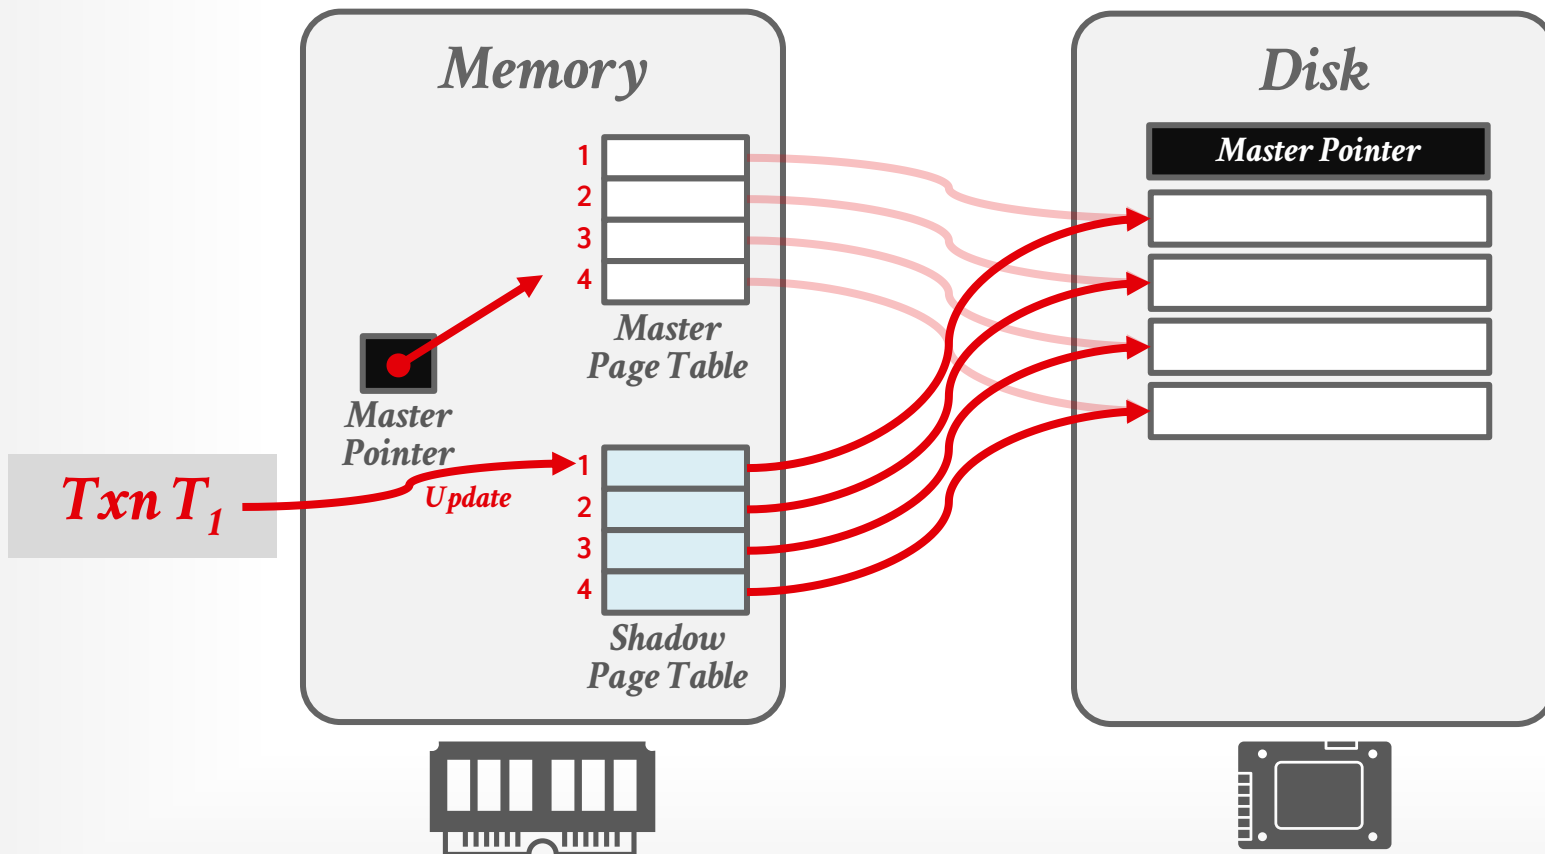 Memory
Disk
Master Pointer
1
2
3
4
Master
Page Table
Master
Pointer
Txn T1
Update
1
2
3
4
Shadow
Page Table